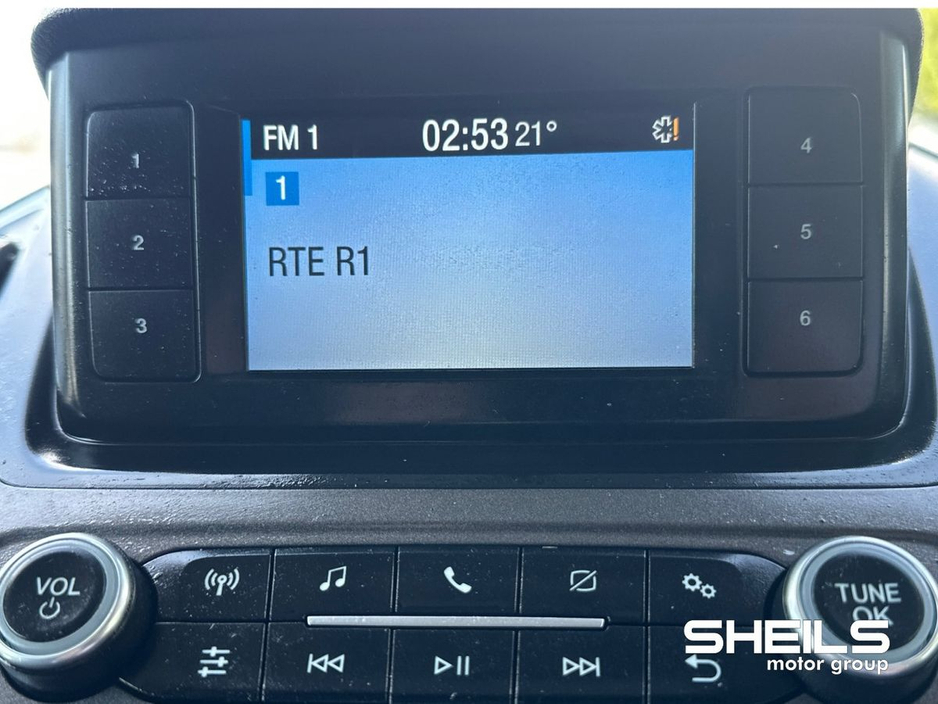 FM 1 02:53 21°
1
RTE R1
1
2
3
4
5
6
VOL
TUNE
OK
SHEILS
motor group